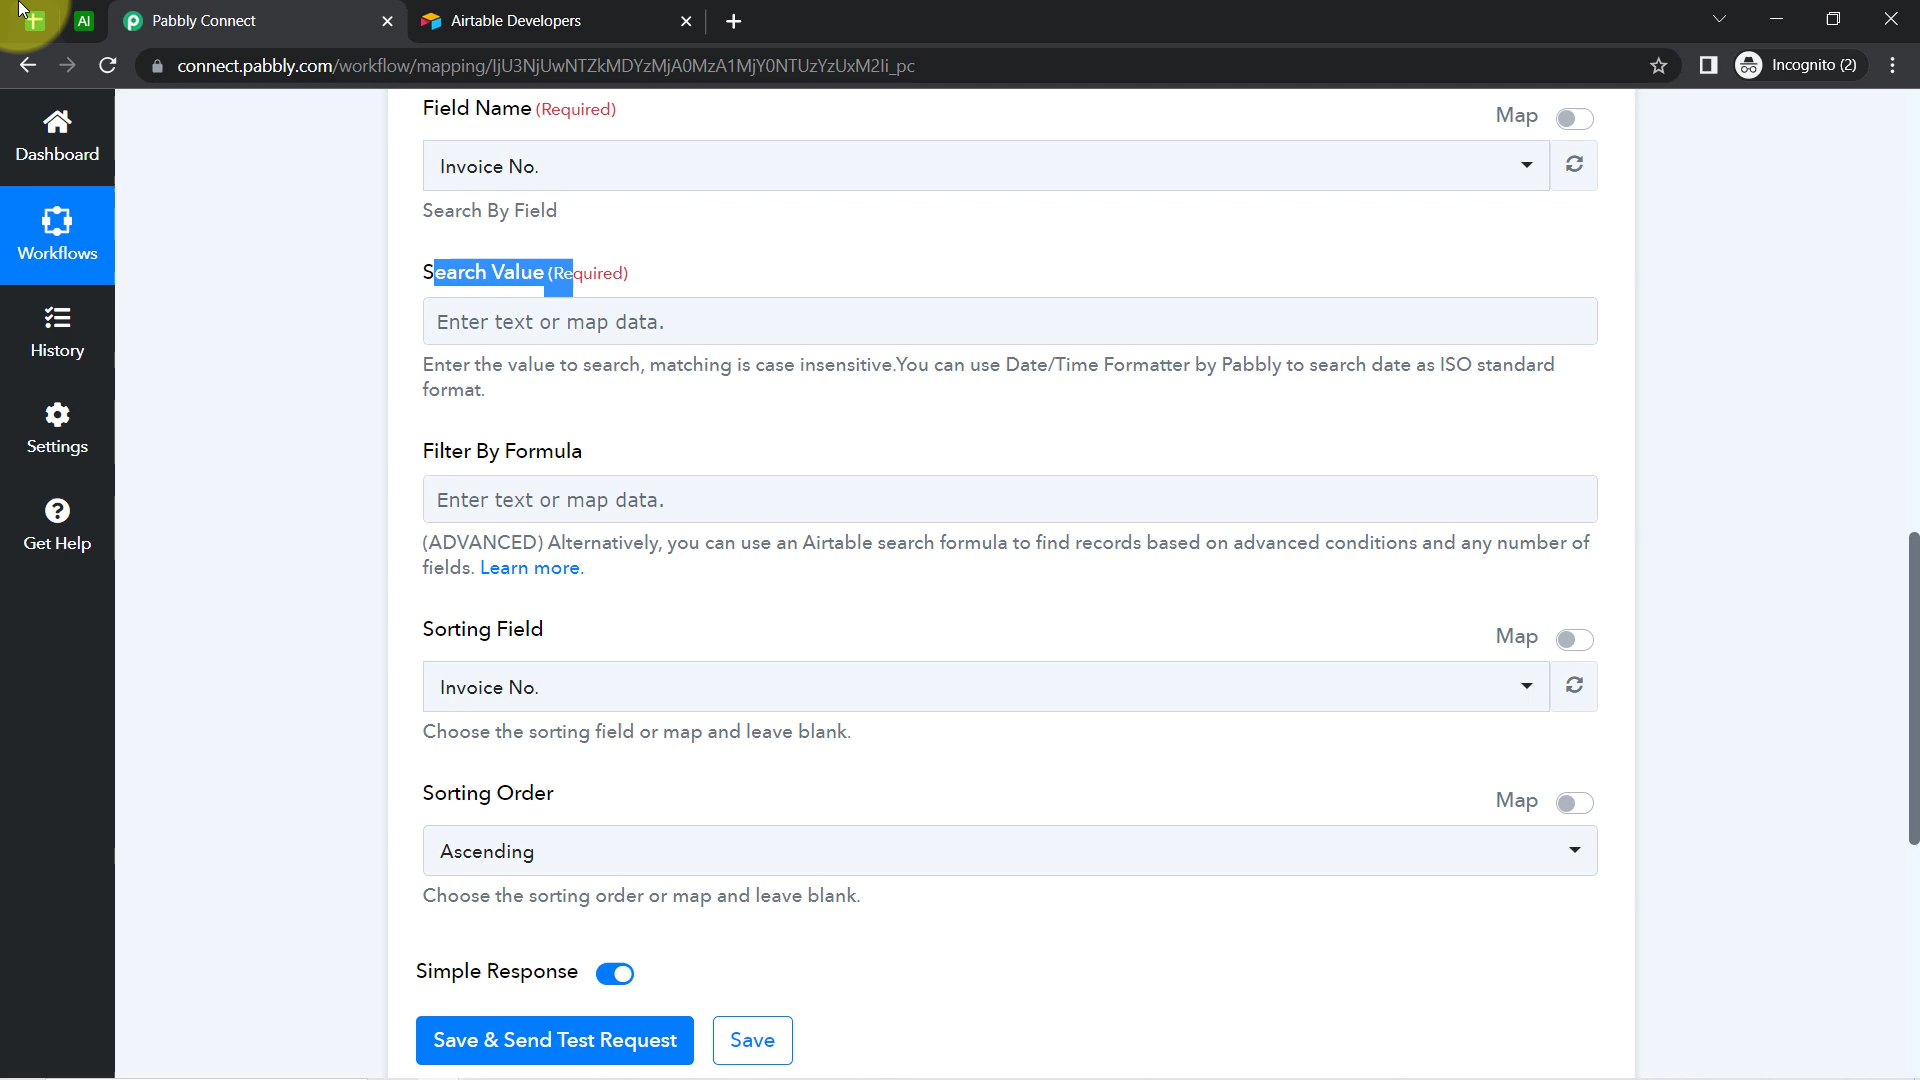 AI
Pabbly Connect
Airtable Developers
connect.pabbly.com/workflow/mapping/IjU3NjUwNTZkMDYzMjA0MzA1MjY0NTUzYzUxM2Ii_pc
Incognito (2)
Dashboard
Workflows
History
Settings
Get Help
Field Name (Required)
Map
Invoice No.
Search By Field
Search Value (Required)
Enter text or map data.
Enter the value to search, matching is case insensitive.You can use Date/Time Formatter by Pabbly to search date as ISO standard
format.
Filter By Formula
Enter text or map data.
(ADVANCED) Alternatively, you can use an Airtable search formula to find records based on advanced conditions and any number of
fields. Learn more.
Sorting Field
Map
Invoice No.
Choose the sorting field or map and leave blank.
Sorting Order
Map
Ascending
Choose the sorting order or map and leave blank.
Simple Response
Save & Send Test Request
Save